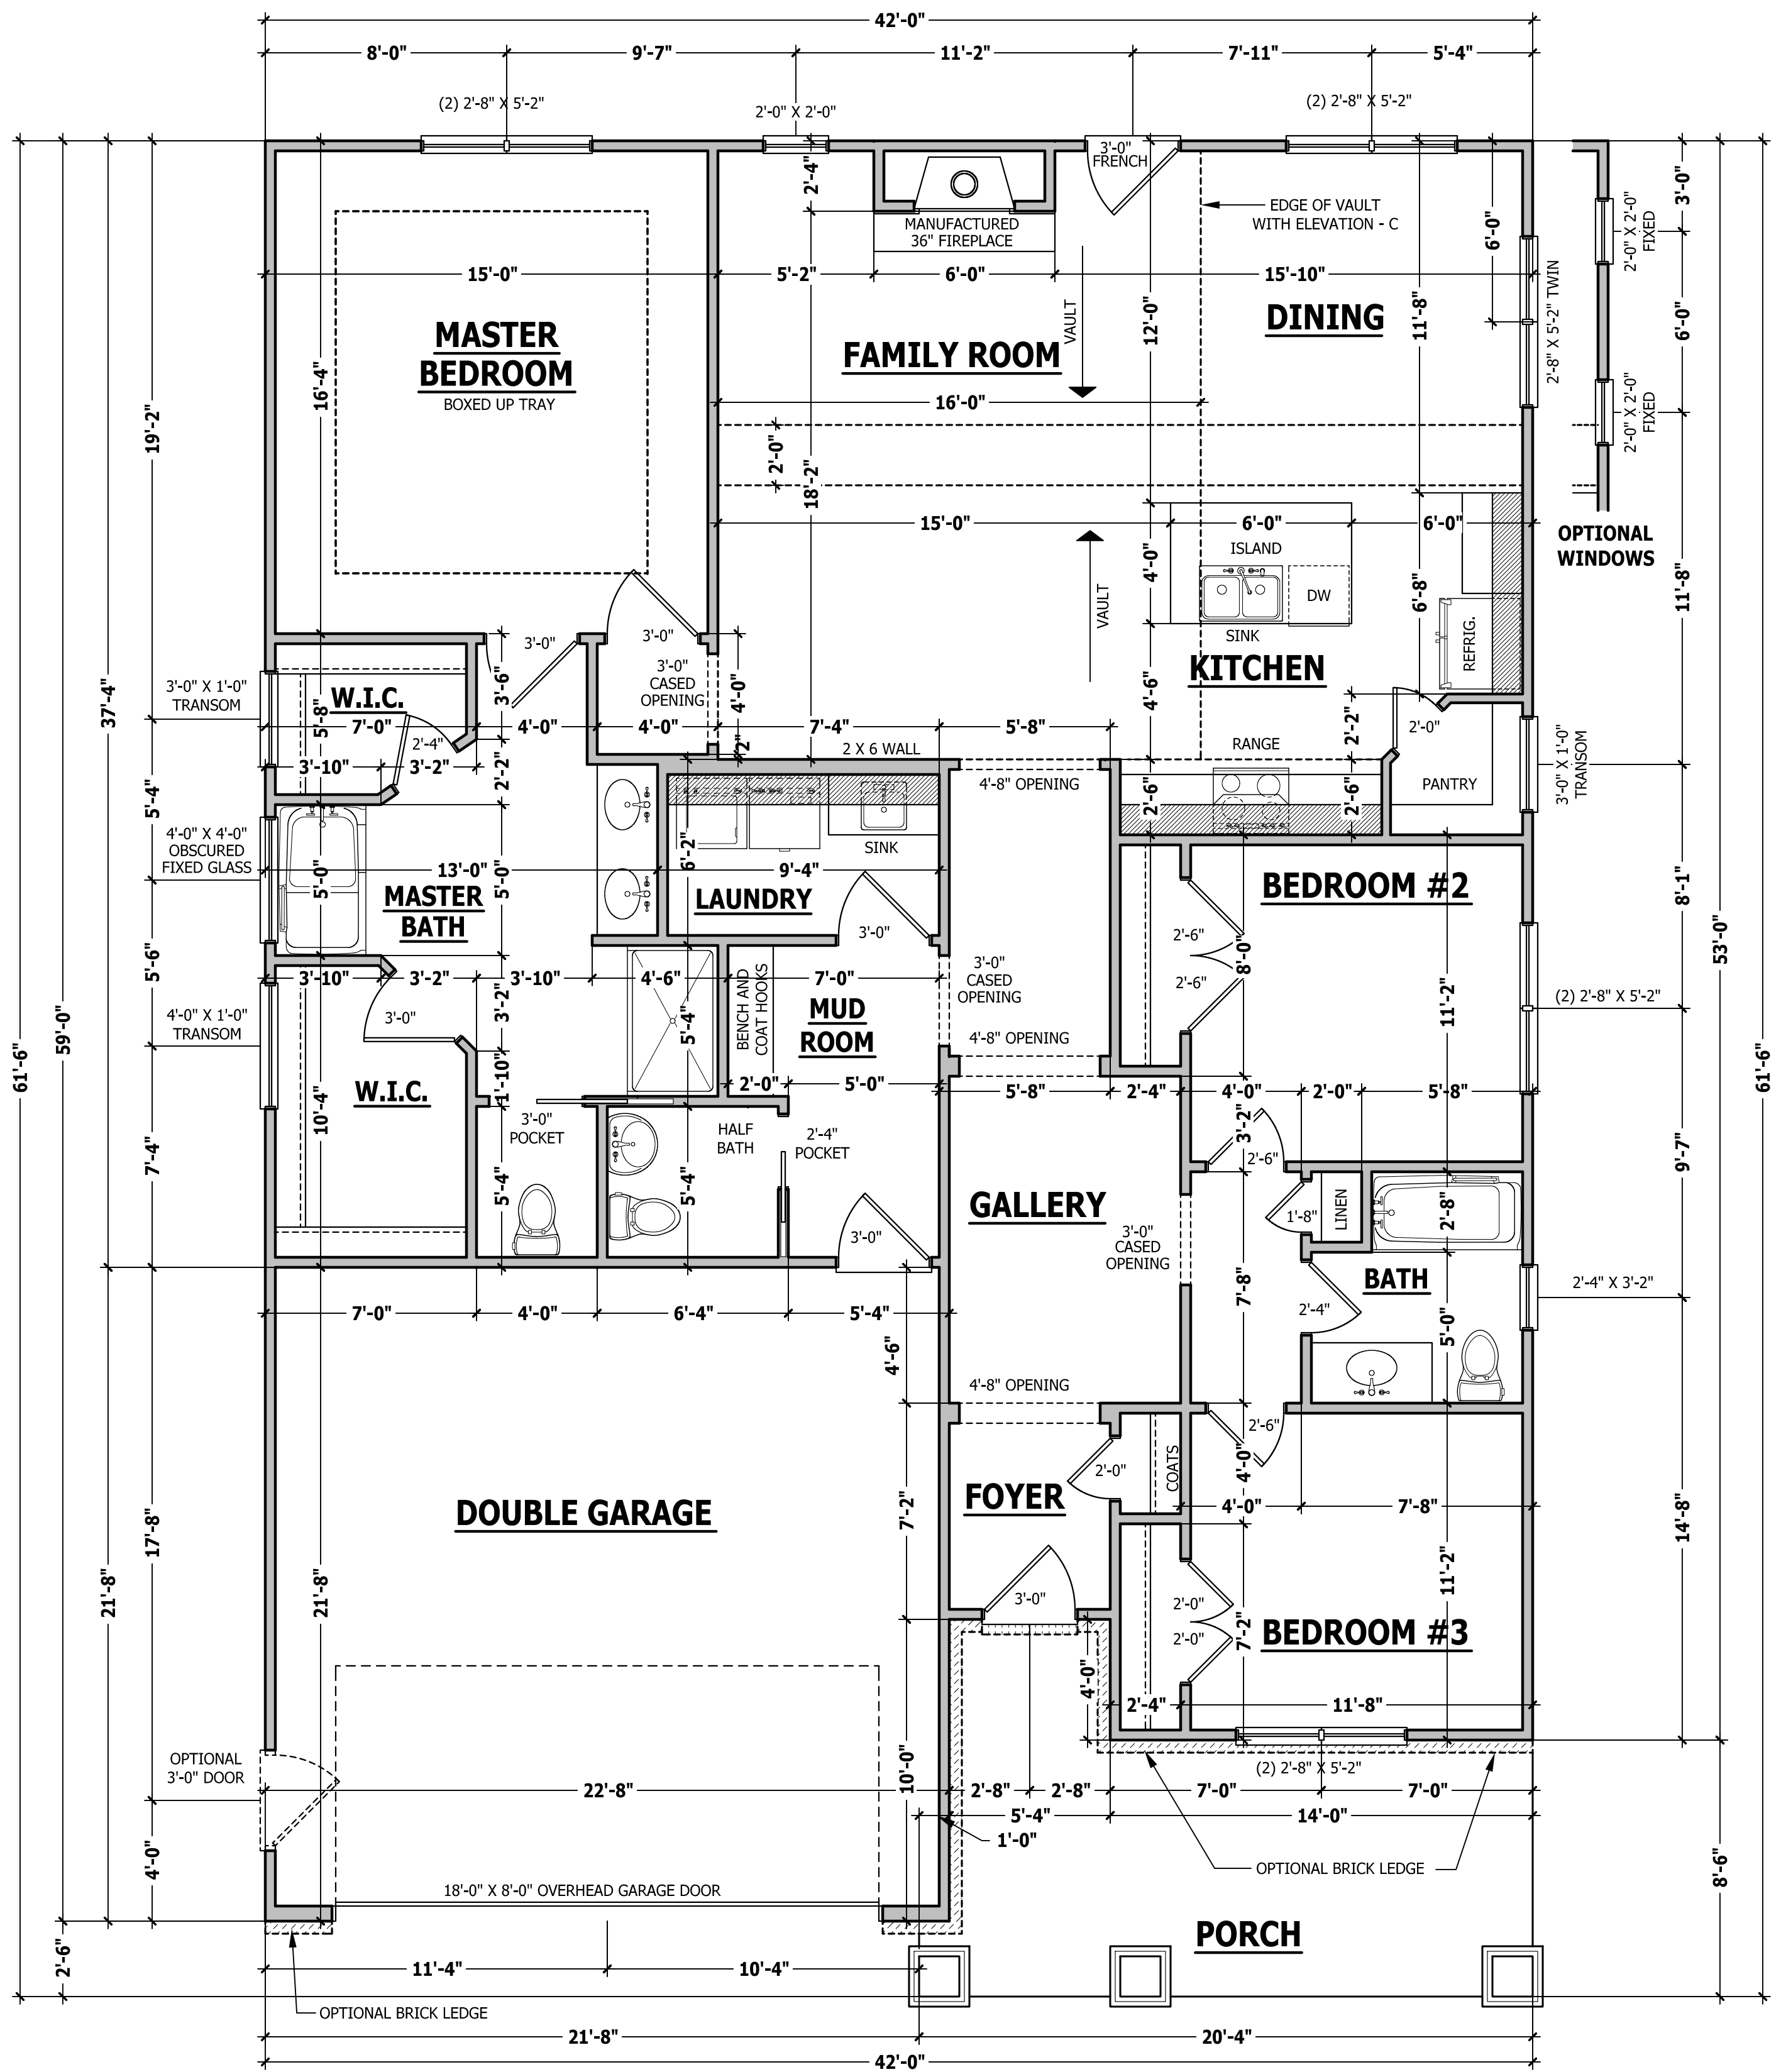 42'-0"
8'-0" 9'-7" 11'-2" 7'-11" 5'-4"
(2) 2'-8" X 5'-2"
2'-0" X 2'-0"
(2) 2'-8" X 5'-2"
3'-0"
FRENCH
2'-4"
MANUFACTURED
36" FIREPLACE
EDGE OF VAULT
WITH ELEVATION - C
6'-0"
3'-0"
2'-0" X 2'-0"
FIXED
15'-0" 5'-2" 6'-0" 15'-10"
MASTER
BEDROOM
BOXED UP TRAY
FAMILY ROOM
VAULT
12'-0"
DINING
11'-8"
2'-8" X 5'-2" TWIN
6'-0"
2'-0" X 2'-0"
FIXED
16'-4"
19'-2"
16'-0"
2'-0"
18'-2"
15'-0" 6'-0" 6'-0"
OPTIONAL
WINDOWS
ISLAND
4'-0"
DW
SINK
6'-8"
REFRIG.
11'-8"
VAULT
KITCHEN
3'-0"
3'-0"
3'-0"
CASED
OPENING
3'-6"
4'-0"
4'-6"
37'-4"
3'-0" X 1'-0"
TRANSOM
W.I.C.
5'-8"
7'-0" 4'-0" 4'-0" 7'-4" 5'-8"
2'-4"
2'-2"
2'-0"
3'-10" 3'-2"
2'-2"
2"
2 X 6 WALL
RANGE
4'-8" OPENING
PANTRY
3'-0" X 1'-0"
TRANSOM
5'-4"
2'-6"
2'-6"
4'-0" X 4'-0"
OBSCURED
FIXED GLASS
5'-0"
13'-0"
5'-0"
6'-2"
SINK
9'-4"
MASTER
BATH
LAUNDRY
3'-0"
BEDROOM #2
8'-1"
53'-0"
5'-6"
2'-6"
2'-6"
8'-0"
3'-10" 3'-2" 3'-10" 4'-6" 7'-0"
3'-0"
CASED
OPENING
11'-2"
(2) 2'-8" X 5'-2"
4'-0" X 1'-0"
TRANSOM
3'-0"
3'-2"
5'-4"
BENCH AND
COAT HOOKS
MUD
ROOM
4'-8" OPENING
61'-6"
59'-0"
61'-6"
W.I.C.
10'-4"
1'-10"
2'-0" 5'-0" 5'-8" 2'-4" 4'-0" 2'-0" 5'-8"
3'-0"
POCKET
HALF
BATH
2'-4"
POCKET
3'-2"
2'-6"
7'-4"
5'-4"
5'-4"
9'-7"
GALLERY
1'-8"
LINEN
2'-8"
3'-0"
3'-0"
CASED
OPENING
BATH
2'-4" X 3'-2"
7'-8"
2'-4"
5'-0"
7'-0" 4'-0" 6'-4" 5'-4"
4'-6"
4'-8" OPENING
2'-6"
4'-0"
2'-0"
COATS
FOYER
4'-0" 7'-8"
DOUBLE GARAGE
7'-2"
17'-8"
21'-8"
21'-8"
14'-8"
11'-2"
3'-0"
2'-0"
2'-0"
7'-2"
BEDROOM #3
4'-0"
2'-4" 11'-8"
OPTIONAL
3'-0" DOOR
10'-0"
(2) 2'-8" X 5'-2"
22'-8" 2'-8" 2'-8" 7'-0" 7'-0"
5'-4" 14'-0"
1'-0"
4'-0"
OPTIONAL BRICK LEDGE
8'-6"
18'-0" X 8'-0" OVERHEAD GARAGE DOOR
PORCH
2'-6"
11'-4" 10'-4"
OPTIONAL BRICK LEDGE
21'-8" 20'-4"
42'-0"